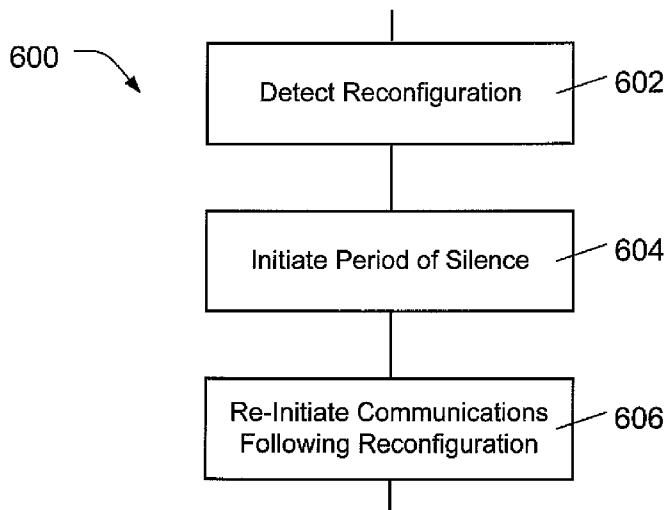 600
Detect Reconfiguration
602
Initiate Period of Silence
604
Re-Initiate Communications
Following Reconfiguration
606